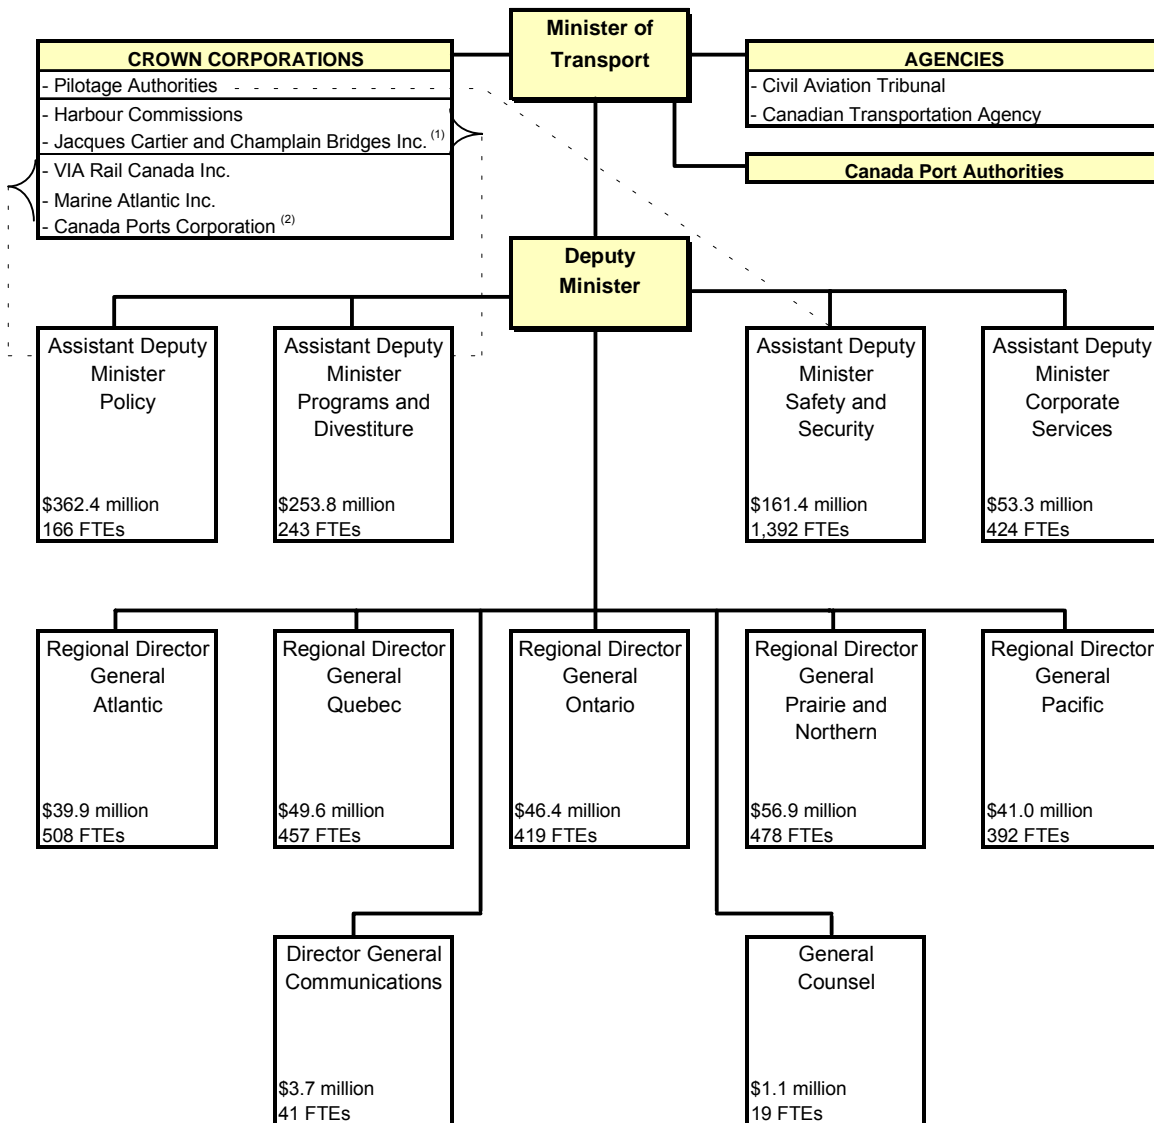 Minister of
Transport
CROWN CORPORATIONS
- Pilotage Authorities
- Harbour Commissions
- Jacques Cartier and Champlain Bridges Inc. (1)
- VIA Rail Canada Inc.
- Marine Atlantic Inc.
- Canada Ports Corporation (2)
AGENCIES
- Civil Aviation Tribunal
- Canadian Transportation Agency
Canada Port Authorities
Deputy
Minister
Assistant Deputy
Minister
Policy
$362.4 million
166 FTEs
Assistant Deputy
Minister
Programs and
Divestiture
$253.8 million
243 FTEs
Assistant Deputy
Minister
Safety and
Security
$161.4 million
1,392 FTEs
Assistant Deputy
Minister
Corporate
Services
$53.3 million
424 FTEs
Regional Director
General
Atlantic
$39.9 million
508 FTEs
Regional Director
General
Quebec
$49.6 million
457 FTEs
Regional Director
General
Ontario
$46.4 million
419 FTEs
Regional Director
General
Prairie and
Northern
$56.9 million
478 FTEs
Regional Director
General
Pacific
$41.0 million
392 FTEs
Director General
Communications
$3.7 million
41 FTEs
General
Counsel
$1.1 million
19 FTEs